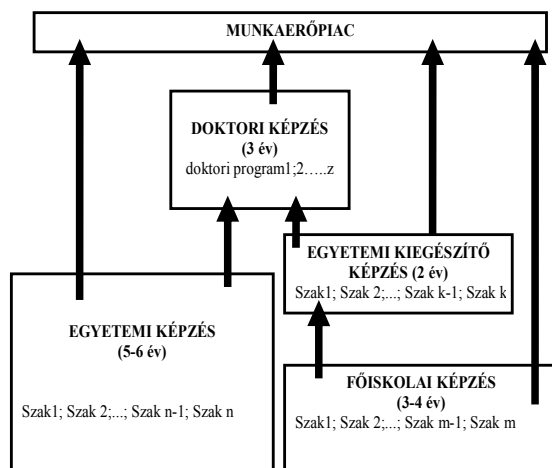 MUNKAERŐPIAC
DOKTORI KÉPZÉS
(3 év)
doktori program1;2…..z
EGYETEMI KIEGÉSZÍTŐ
KÉPZÉS (2 év)
Szak1; Szak 2;...; Szak k-1; Szak k
EGYETEMI KÉPZÉS
(5-6 év)
Szak1; Szak 2;...; Szak n-1; Szak n
FŐISKOLAI KÉPZÉS
(3-4 év)
Szak1; Szak 2;...; Szak m-1; Szak m